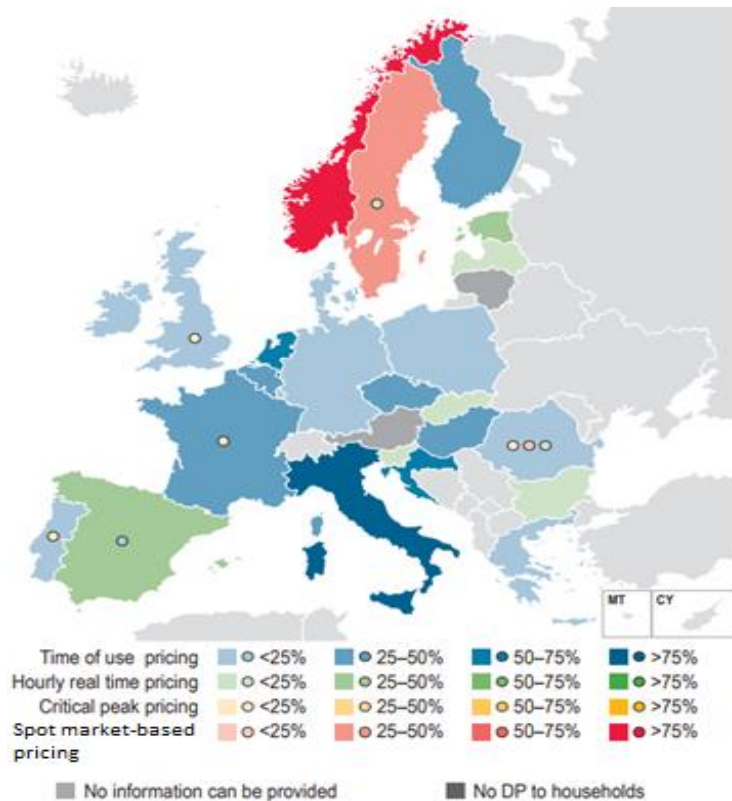 MT CY
Time of use pricing <25% 25–50% 50–75% >75%
Hourly real time pricing <25% 25–50% 50–75% >75%
Critical peak pricing <25% 25–50% 50–75% >75%
Spot market-based <25% 25–50% 50–75% >75%
pricing
No information can be provided No DP to households